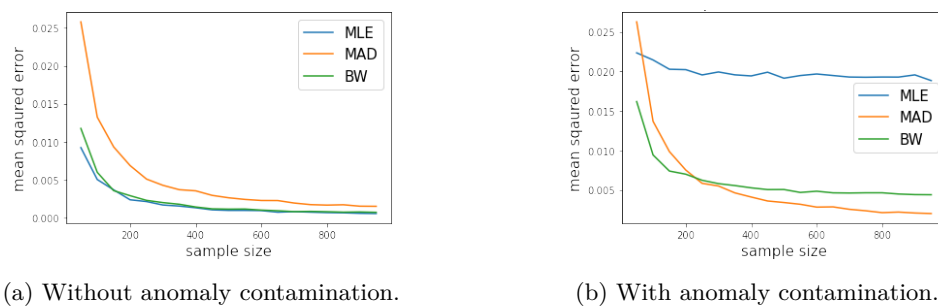 0.025
0.020
0.015
0.010
0.005
0.000
mean sqaured error
200
400
600
800
sample size
MLE
MAD
BW
(a) Without anomaly contamination.
0.025
0.020
0.015
0.010
0.005
mean sqaured error
200
400
600
800
sample size
MLE
MAD
BW
(b) With anomaly contamination.